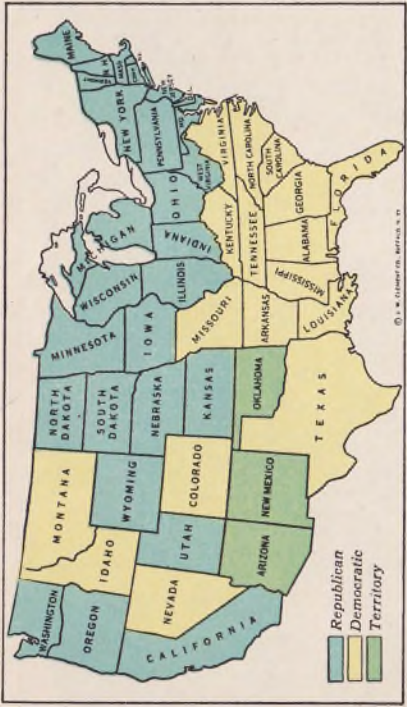 WASHINGTON
OREGON
CALIFORNIA
NEVADA
IDAHO
MONTANA
WYOMING
UTAH
COLORADO
ARIZONA
NEW MEXICO
NORTH
DAKOTA
SOUTH
DAKOTA
NEBRASKA
KANSAS
OKLAHOMA
TEXAS
MINNESOTA
IOWA
MISSOURI
ARKANSAS
LOUISIANA
WISCONSIN
ILLINOIS
MICHIGAN
INDIANA
OHIO
KENTUCKY
TENNESSEE
MISSISSIPPI
ALABAMA
GEORGIA
FLORIDA
SOUTH
CAROLINA
NORTH CAROLINA
VIRGINIA
WEST
VIRGINIA
PENNSYLVANIA
NEW YORK
MAINE
N.H.
MASS.
NEW
JERSEY
DEL.
MD.
Republican
Democratic
Territory